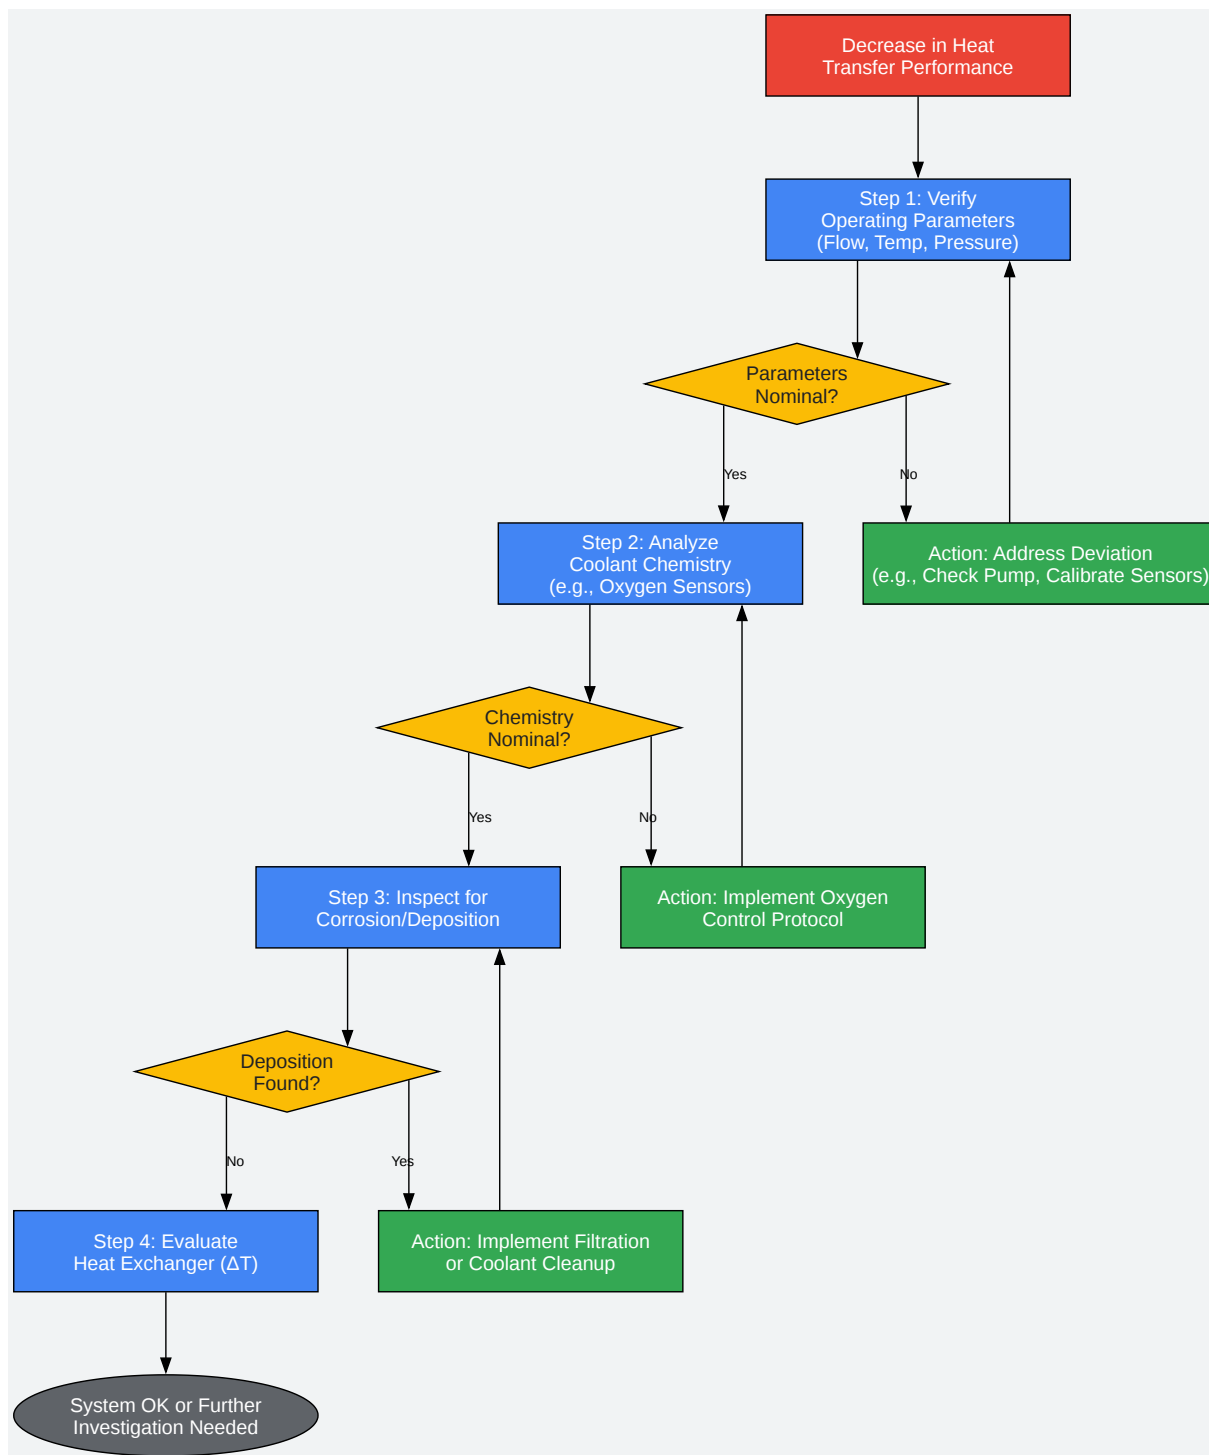 Decrease in Heat
Transfer Performance
Step 1: Verify
Operating Parameters
(Flow, Temp, Pressure)
Parameters
Nominal?
Yes
No
Step 2: Analyze
Coolant Chemistry
(e.g., Oxygen Sensors)
Action: Address Deviation
(e.g., Check Pump, Calibrate Sensors)
Chemistry
Nominal?
Yes
No
Step 3: Inspect for
Corrosion/Deposition
Action: Implement Oxygen
Control Protocol
Deposition
Found?
No
Yes
Step 4: Evaluate
Heat Exchanger (ΔT)
Action: Implement Filtration
or Coolant Cleanup
System OK or Further
Investigation Needed